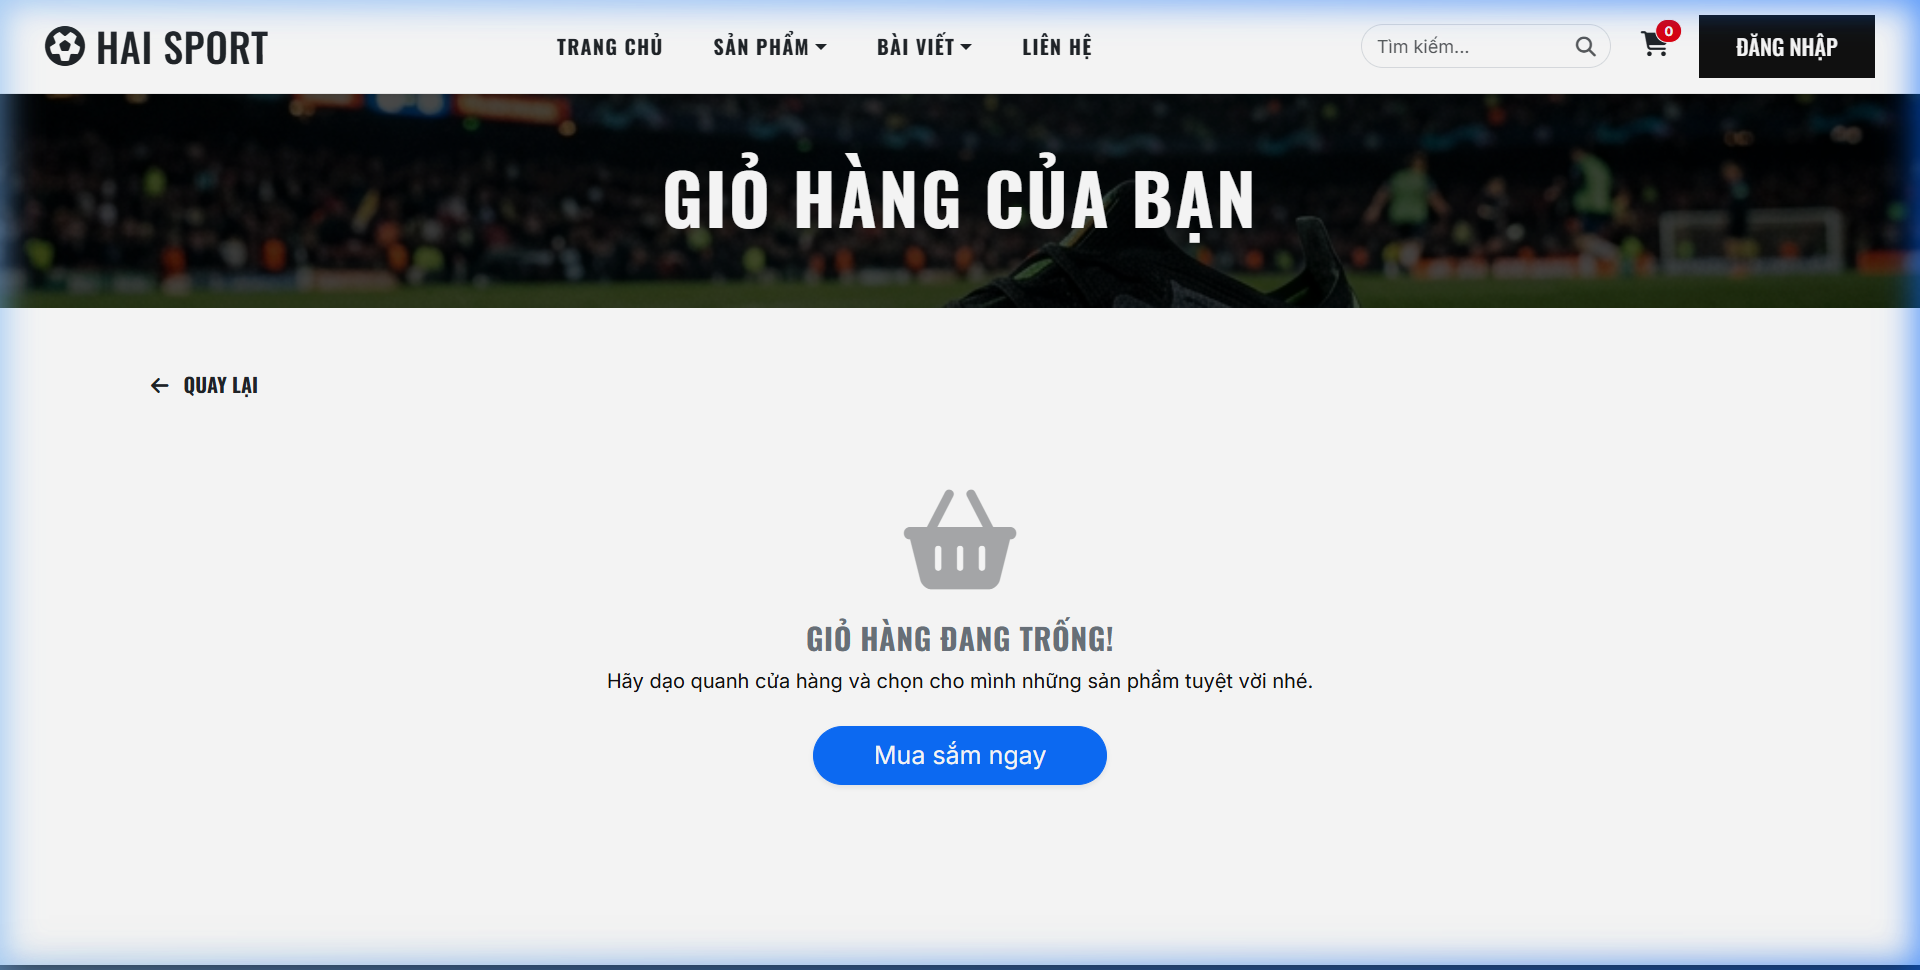 HAI SPORT
TRANG CHỦ
SẢN PHẨM
BÀI VIẾT
LIÊN HỆ
Tìm kiếm...
0
ĐĂNG NHẬP
GIỎ HÀNG CỦA BẠN
QUAY LẠI
GIỎ HÀNG ĐANG TRỐNG!
Hãy dạo quanh cửa hàng và chọn cho mình những sản phẩm tuyệt vời nhé.
Mua sắm ngay